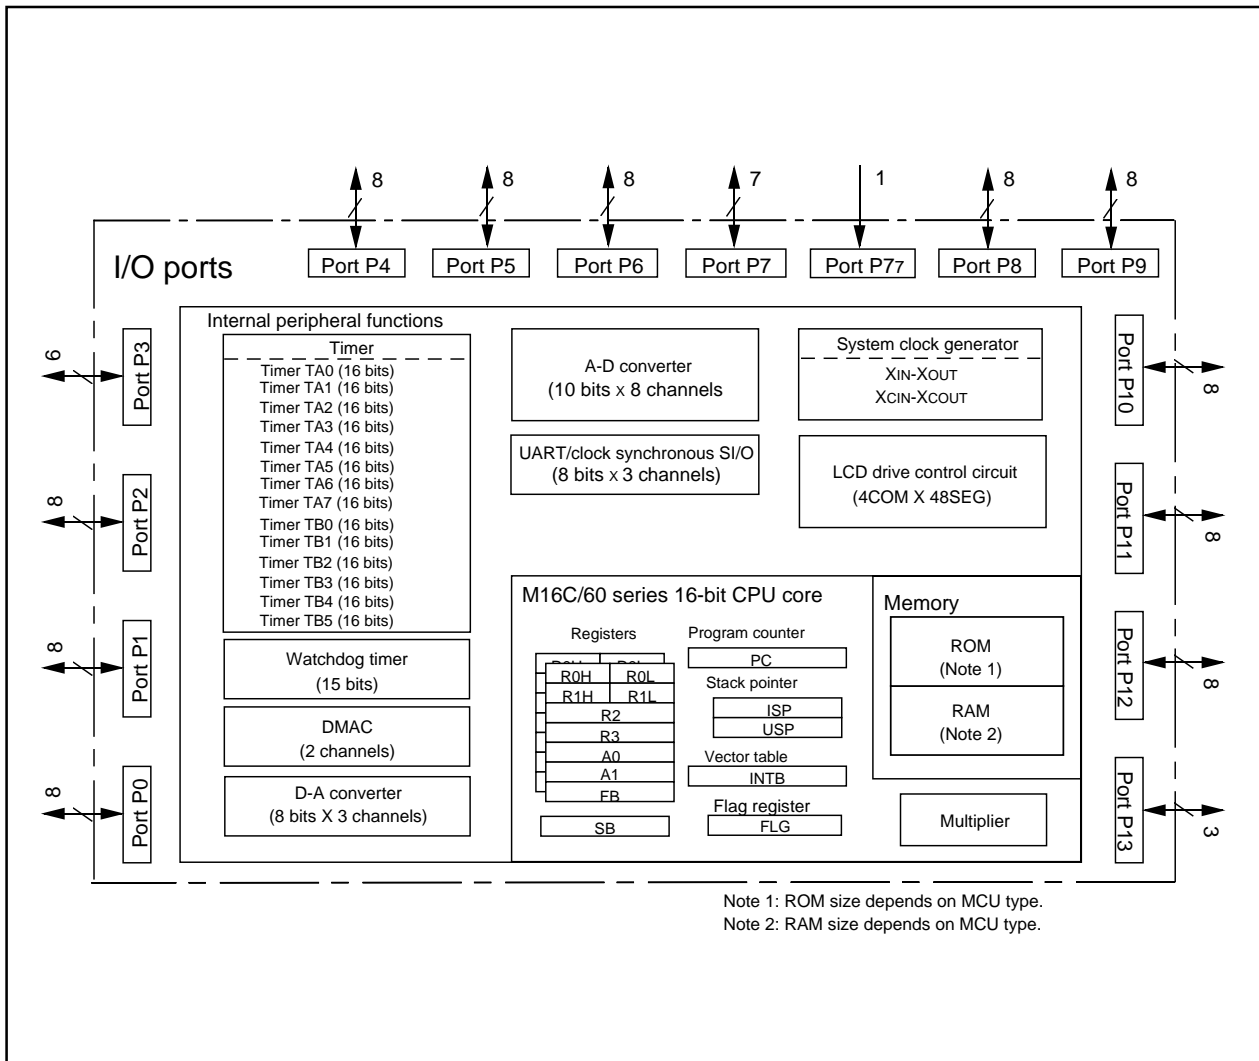 8
8
8
7
1
8
8
I/O ports
Port P4
Port P5
Port P6
Port P7
Port P77
Port P8
Port P9
6
Port P3
8
Port P2
8
Port P1
8
Port P0
Internal peripheral functions
Timer
Timer TA0 (16 bits)
Timer TA1 (16 bits)
Timer TA2 (16 bits)
Timer TA3 (16 bits)
Timer TA4 (16 bits)
Timer TA5 (16 bits)
Timer TA6 (16 bits)
Timer TA7 (16 bits)
Timer TB0 (16 bits)
Timer TB1 (16 bits)
Timer TB2 (16 bits)
Timer TB3 (16 bits)
Timer TB4 (16 bits)
Timer TB5 (16 bits)
Watchdog timer
(15 bits)
DMAC
(2 channels)
D-A converter
(8 bits X 3 channels)
A-D converter
(10 bits x 8 channels
UART/clock synchronous SI/O
(8 bits x 3 channels)
System clock generator
XIN-XOUT
XCIN-XCOUT
LCD drive control circuit
(4COM X 48SEG)
M16C/60 series 16-bit CPU core
Registers
R0H R0L
R0H R0L
R1H R1L
R2
R3
A0
A1
FB
SB
Program counter
PC
Stack pointer
ISP
USP
Vector table
INTB
Flag register
FLG
Memory
ROM
(Note 1)
RAM
(Note 2)
Multiplier
Port P10
8
Port P11
8
Port P12
8
Port P13
3
Note 1: ROM size depends on MCU type.
Note 2: RAM size depends on MCU type.